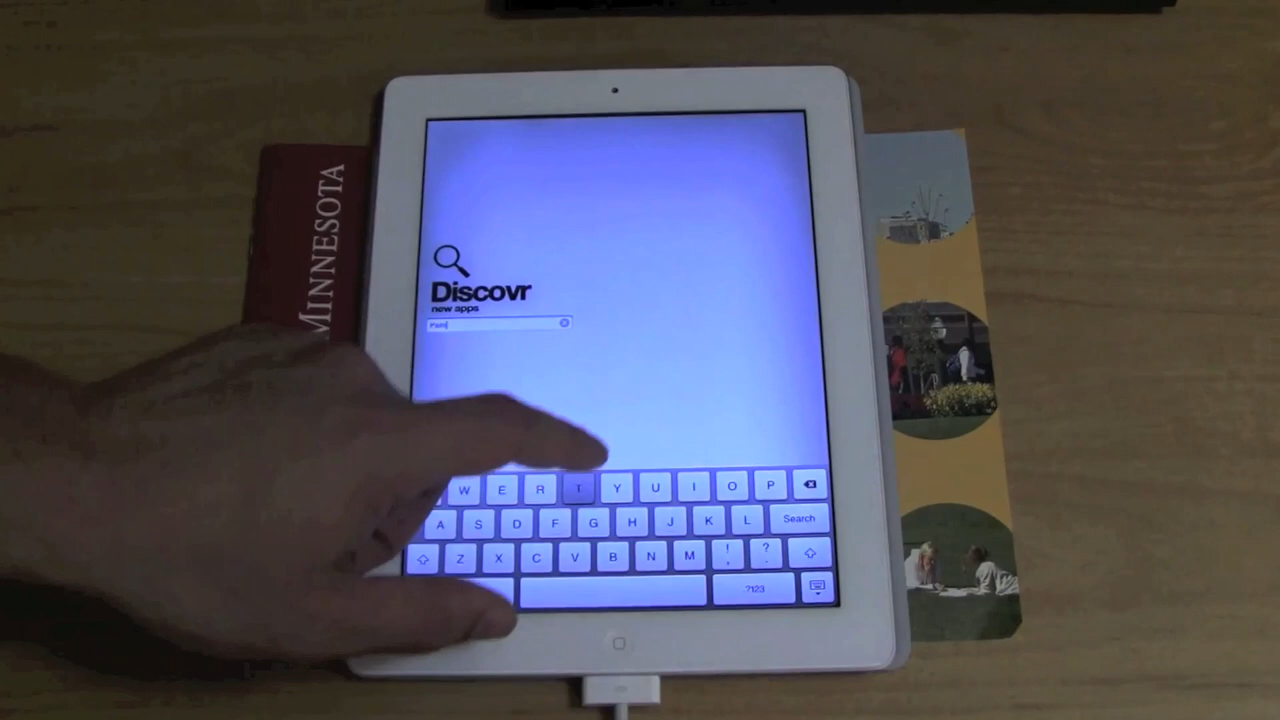 MINNESOTA
Discovr
new apps
W E R T Y U I O P
A S D F G H J K L Search
Z X C V B N M ! , ? .
?123